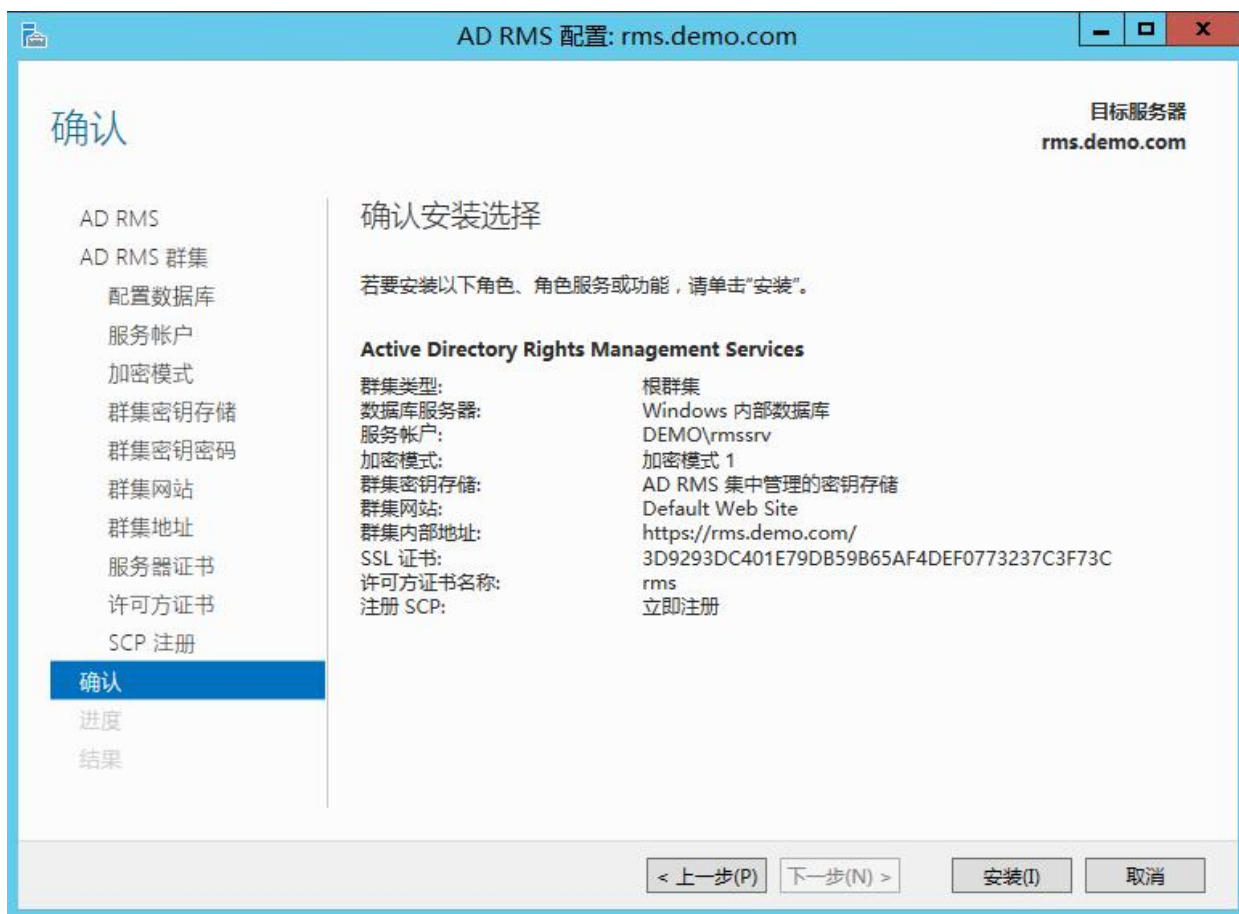 AD RMS 配置: rms.demo.com
确认
目标服务器
rms.demo.com
AD RMS
AD RMS 群集
配置数据库
服务帐户
加密模式
群集密钥存储
群集密钥密码
群集网站
群集地址
服务器证书
许可方证书
SCP 注册
确认
进度
结果
确认安装选择
若要安装以下角色、角色服务或功能，请单击"安装"。
Active Directory Rights Management Services
群集类型: 根群集
数据库服务器: Windows 内部数据库
服务帐户: DEMO\rmssrv
加密模式: 加密模式 1
群集密钥存储: AD RMS 集中管理的密钥存储
群集网站: Default Web Site
群集内部地址: https://rms.demo.com/
SSL 证书: 3D9293DC401E79DB59B65AF4DEF0773237C3F73C
许可方证书名称: rms
注册 SCP: 立即注册
< 上一步(P) 下一步(N) > 安装(I) 取消